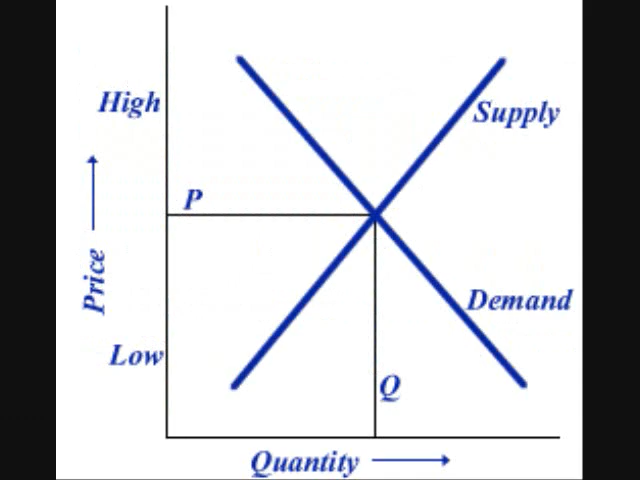 High
Supply
P
Price
Demand
Low
Q
Quantity